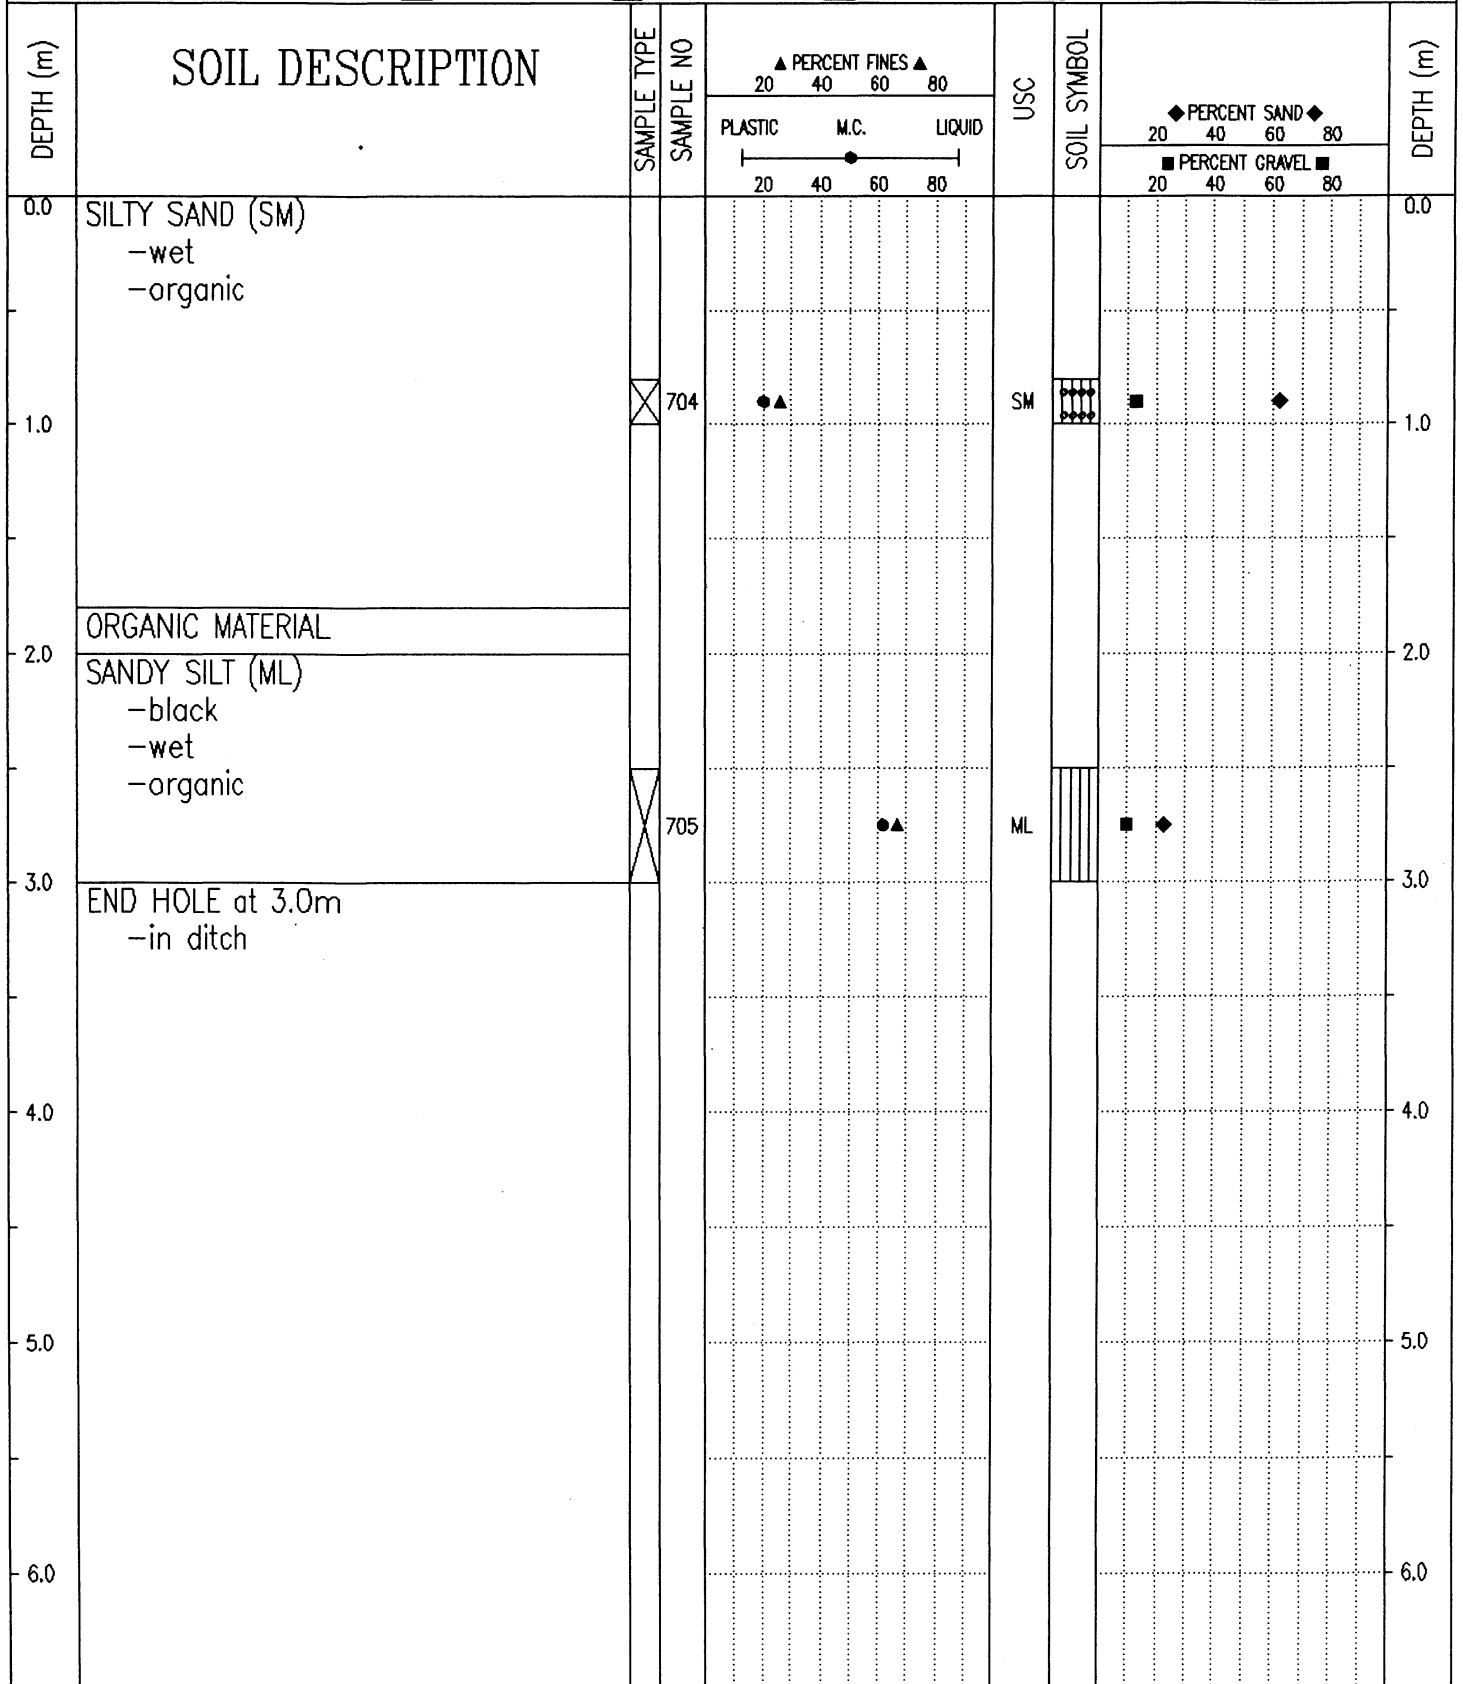 DEPTH (m)
SOIL DESCRIPTION
SAMPLE TYPE
SAMPLE NO
▲ PERCENT FINES ▲
20 40 60 80
PLASTIC M.C. LIQUID
20 40 60 80
USC
SOIL SYMBOL
◆ PERCENT SAND ◆
20 40 60 80
■ PERCENT GRAVEL ■
20 40 60 80
DEPTH (m)
0.0 SILTY SAND (SM) 0.0
-wet
-organic
704 SM
1.0 1.0
ORGANIC MATERIAL
2.0 2.0
SANDY SILT (ML)
-black
-wet
-organic
705 ML
3.0 3.0
END HOLE at 3.0m
-in ditch
4.0 4.0
5.0 5.0
6.0 6.0